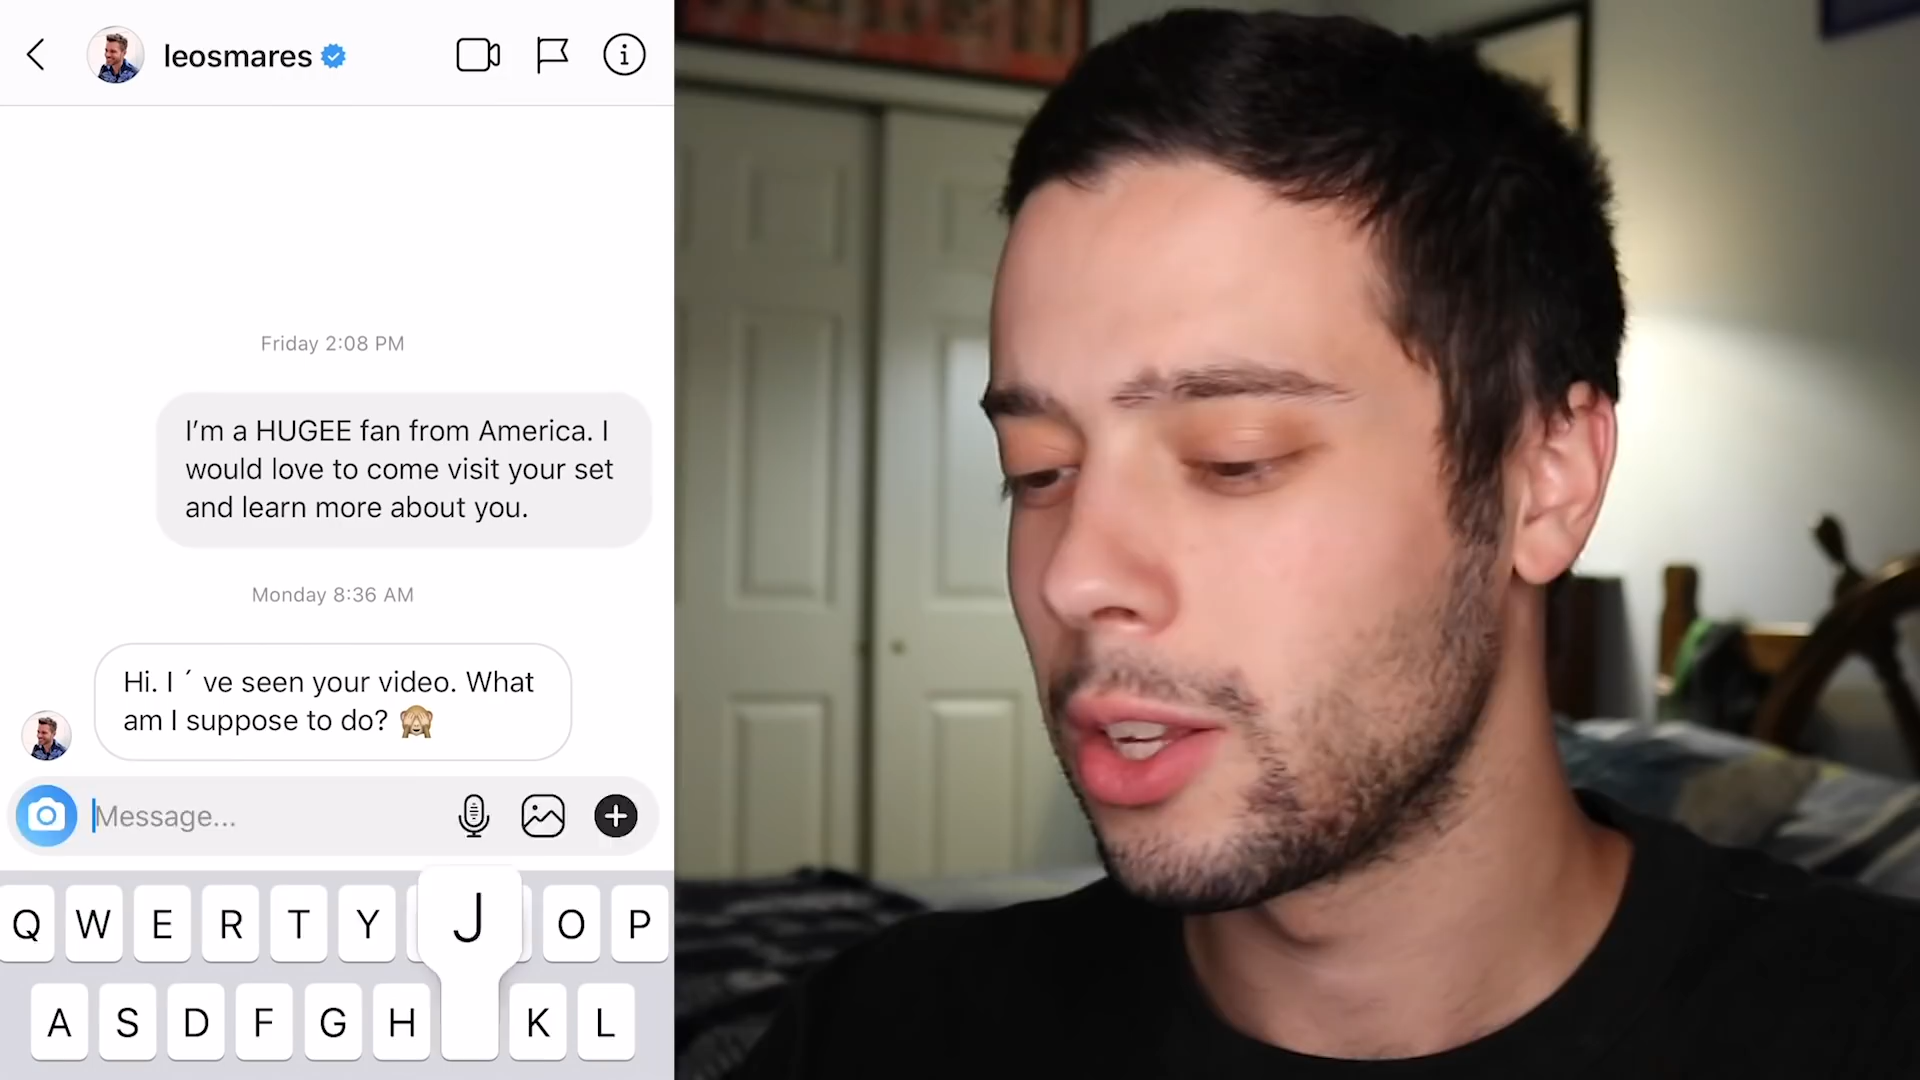 leosmares
Friday 2:08 PM
I’m a HUGEE fan from America. I
would love to come visit your set
and learn more about you.
Monday 8:36 AM
Hi. I ´ ve seen your video. What
am I suppose to do? 🙈
Message...
Q W E R T Y J O P
A S D F G H K L